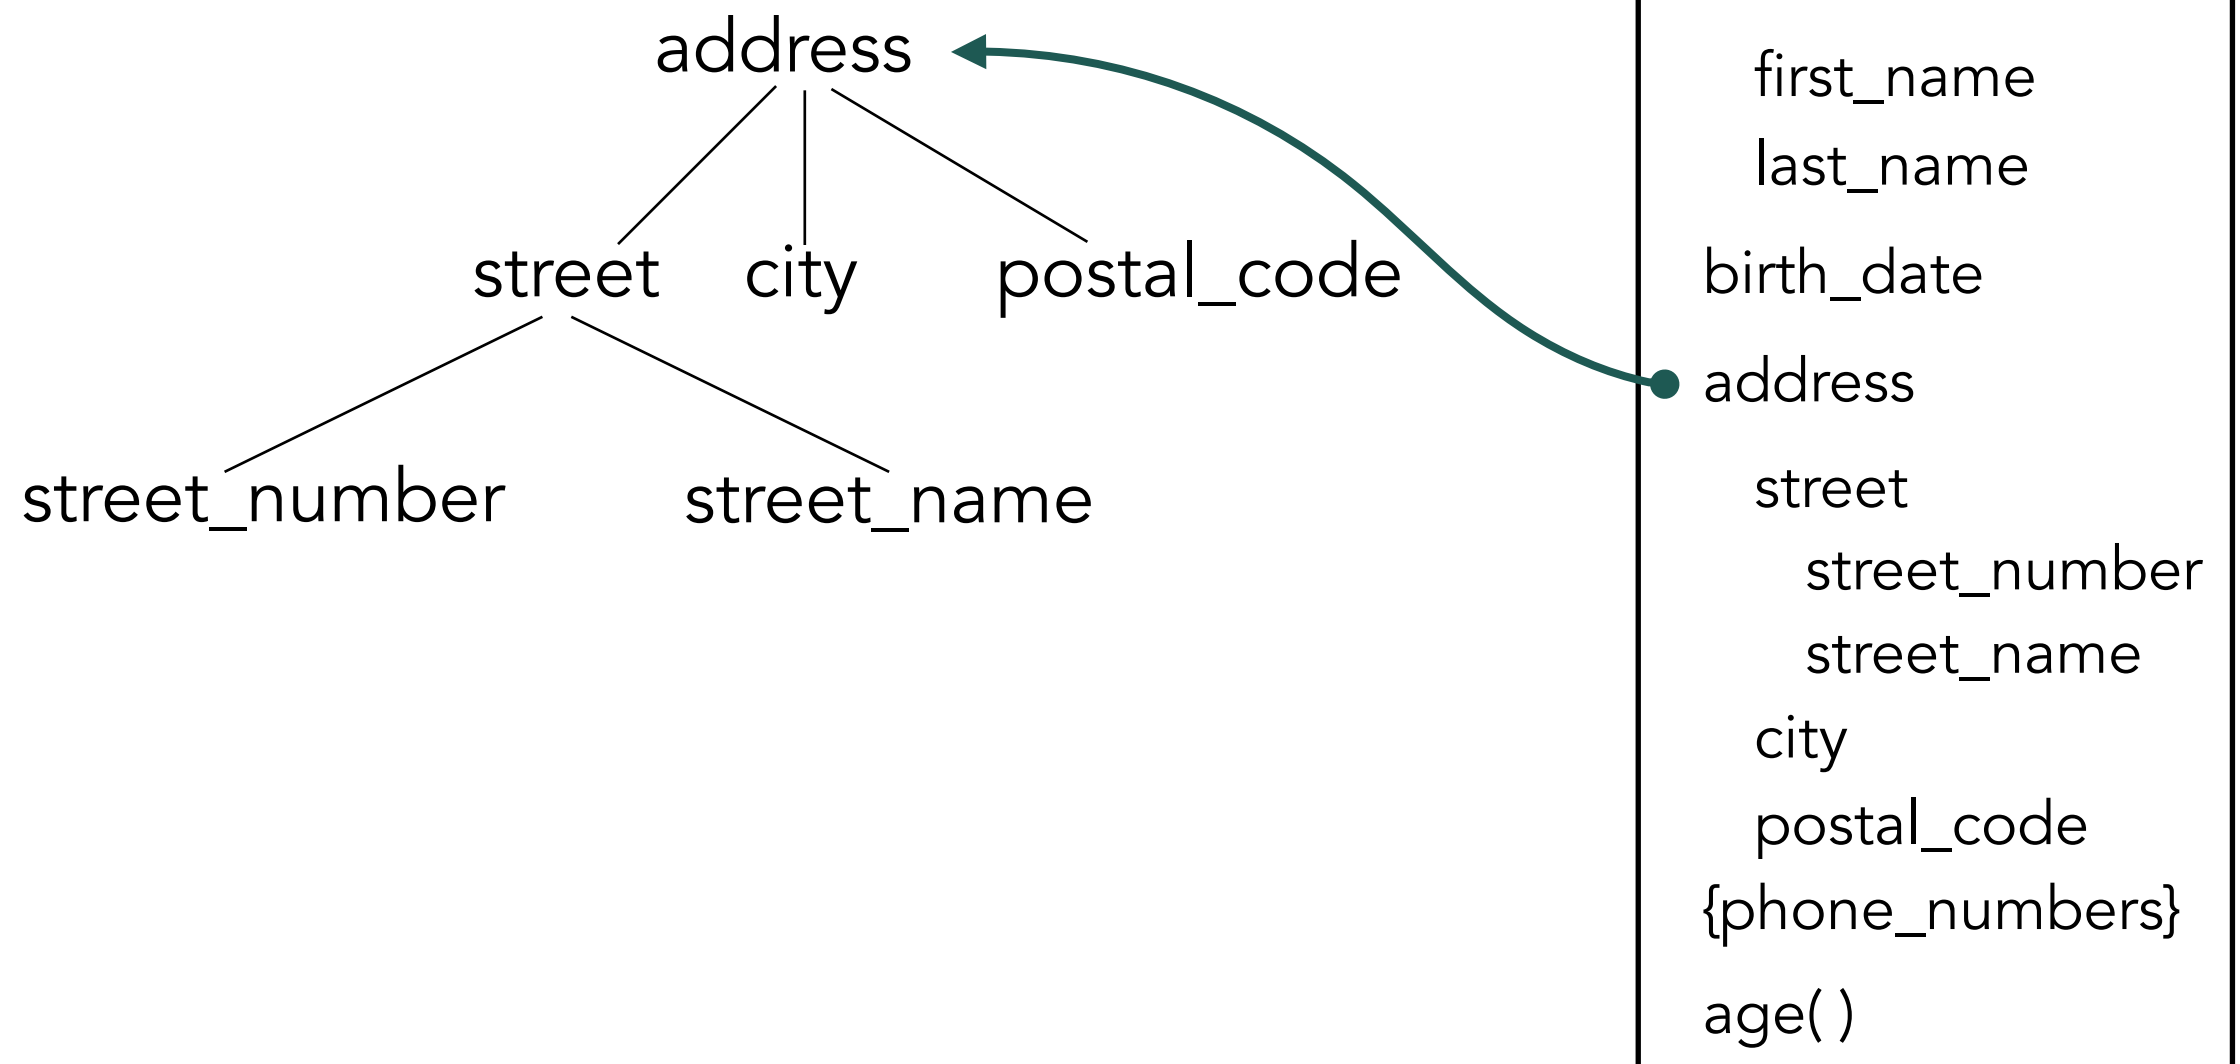 address
street city postal_code
street_number street_name
first_name
last_name
birth_date
address
street
street_number
street_name
city
postal_code
{phone_numbers}
age( )